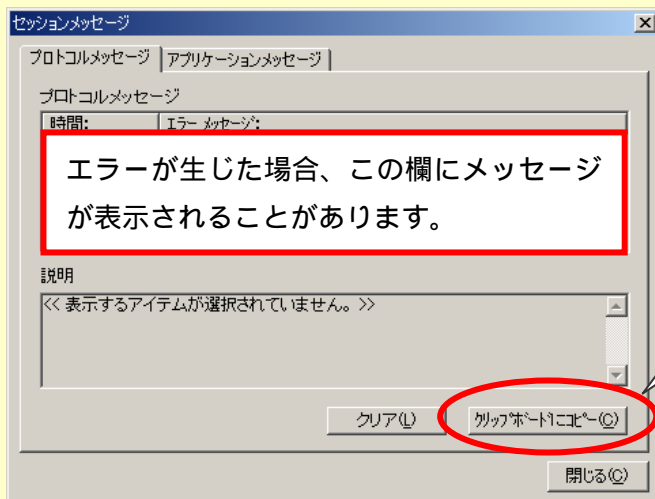 セッションメッセージ
プロトコルメッセージ アプリケーションメッセージ
プロトコルメッセージ
時間: エラー メッセージ:
エラーが生じた場合、この欄にメッセージ
が表示されることがあります。
説明
<< 表示するアイテムが選択されていません。>>
クリア(L) クリップボードにコピー(C)
閉じる(C)